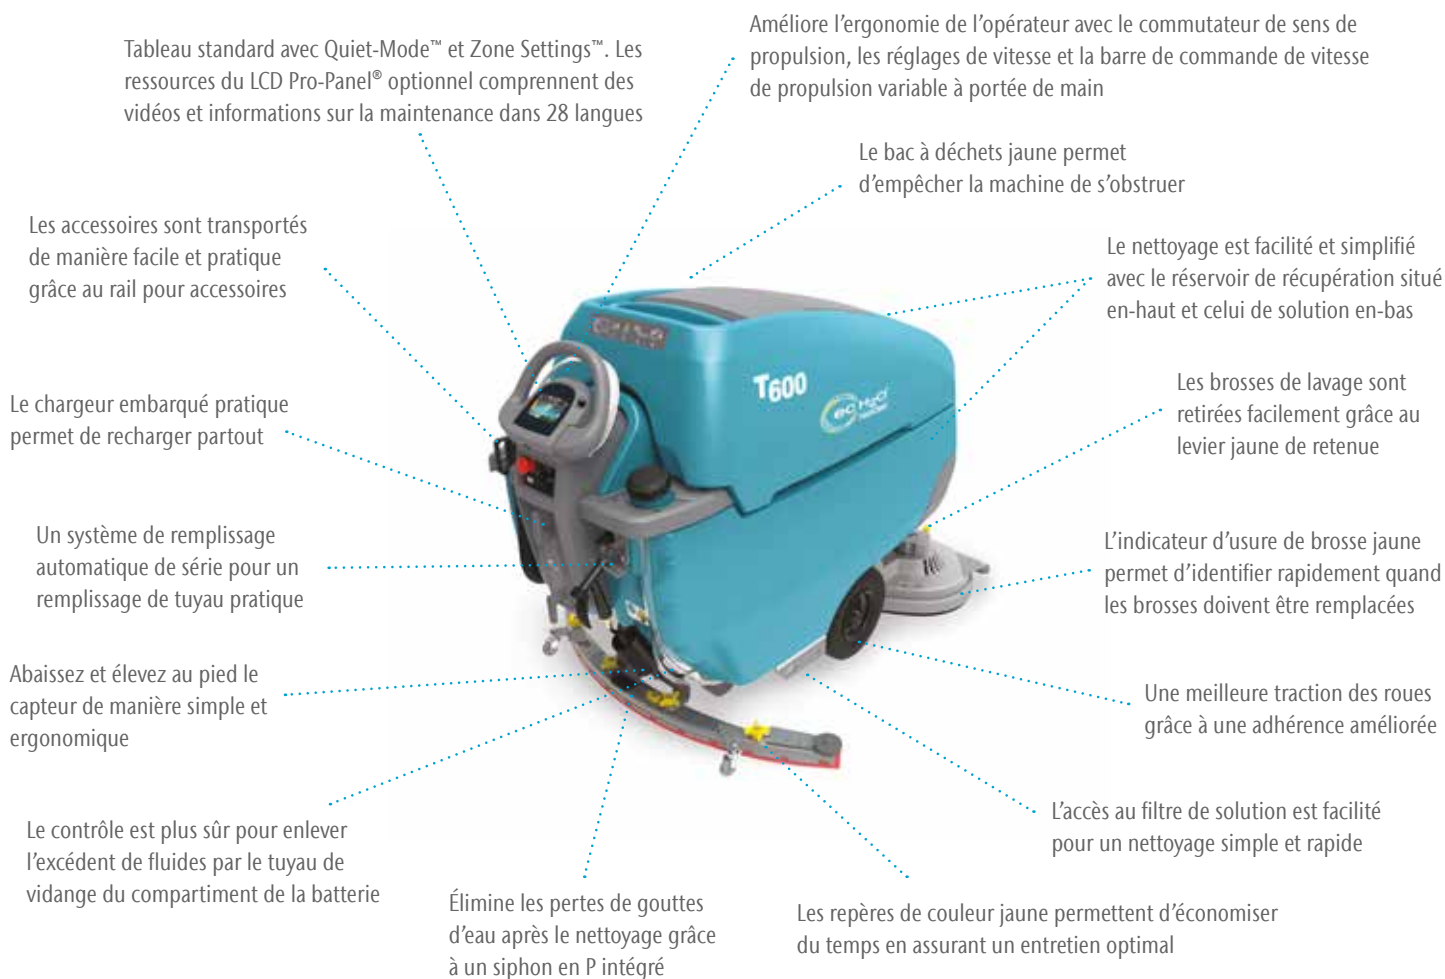 Tableau standard avec Quiet-Mode™ et Zone Settings™. Les
ressources du LCD Pro-Panel® optionnel comprennent des
vidéos et informations sur la maintenance dans 28 langues
Améliore l’ergonomie de l’opérateur avec le commutateur de sens de
propulsion, les réglages de vitesse et la barre de commande de vitesse
de propulsion variable à portée de main
Le bac à déchets jaune permet
d’empêcher la machine de s’obstruer
Les accessoires sont transportés
de manière facile et pratique
grâce au rail pour accessoires
Le nettoyage est facilité et simplifié
avec le réservoir de récupération situé
en-haut et celui de solution en-bas
T600
ec H2O
Le chargeur embarqué pratique
permet de recharger partout
Les brosses de lavage sont
retirées facilement grâce au
levier jaune de retenue
Un système de remplissage
automatique de série pour un
remplissage de tuyau pratique
L’indicateur d’usure de brosse jaune
permet d’identifier rapidement quand
les brosses doivent être remplacées
Abaissez et élevez au pied le
capteur de manière simple et
ergonomique
Une meilleure traction des roues
grâce à une adhérence améliorée
Le contrôle est plus sûr pour enlever
l’excédent de fluides par le tuyau de
vidange du compartiment de la batterie
L’accès au filtre de solution est facilité
pour un nettoyage simple et rapide
Élimine les pertes de gouttes
d’eau après le nettoyage grâce
à un siphon en P intégré
Les repères de couleur jaune permettent d’économiser
du temps en assurant un entretien optimal